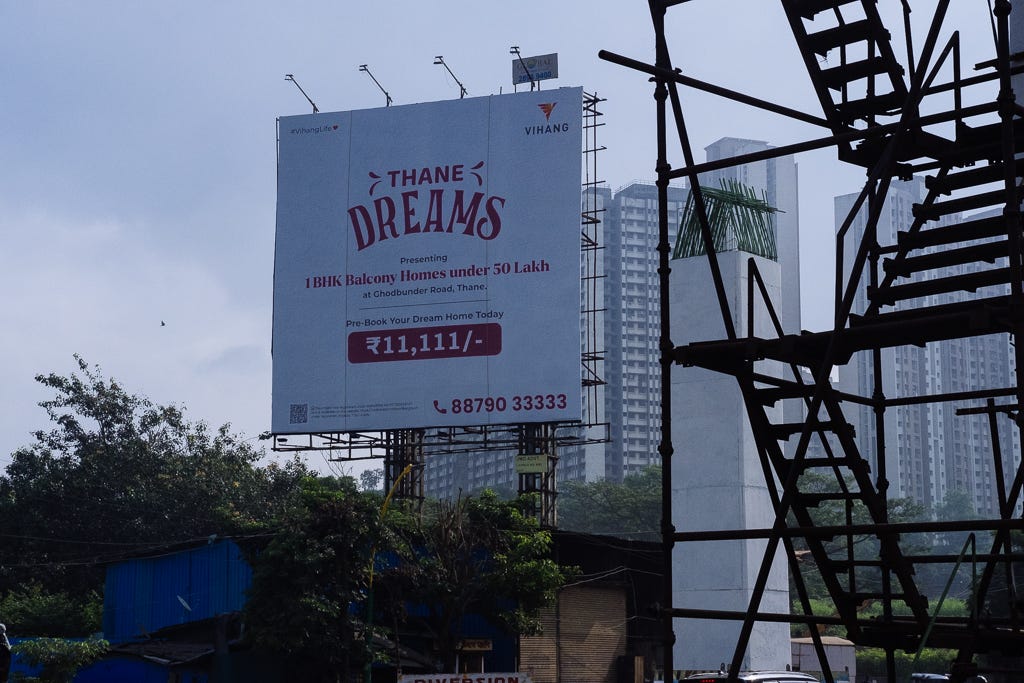 GLOBAL
#VihangLife
VIHANG
THANE
DREAMS
Presenting
1 BHK Balcony Homes under 50 Lakh
at Ghodbunder Road, Thane.
Pre-Book Your Dream Home Today
₹11,111/-
88790 33333
DIVERSION